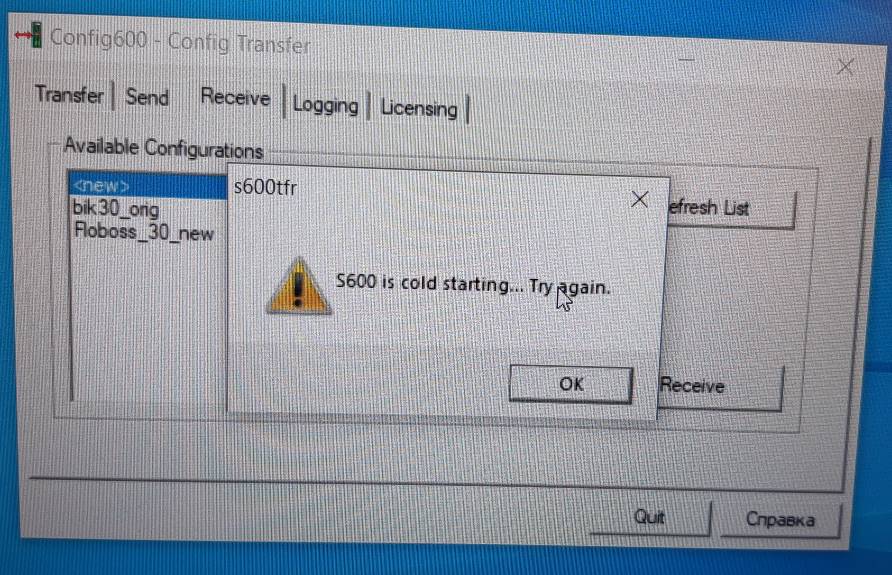 Config600 - Config Transfer
Transfer Send Receive Logging Licensing
Available Configurations
<new>
bik30_orig
Floboss_30_new
efresh List
s600tfr
S600 is cold starting... Try again.
OK
Receive
Quit Справка